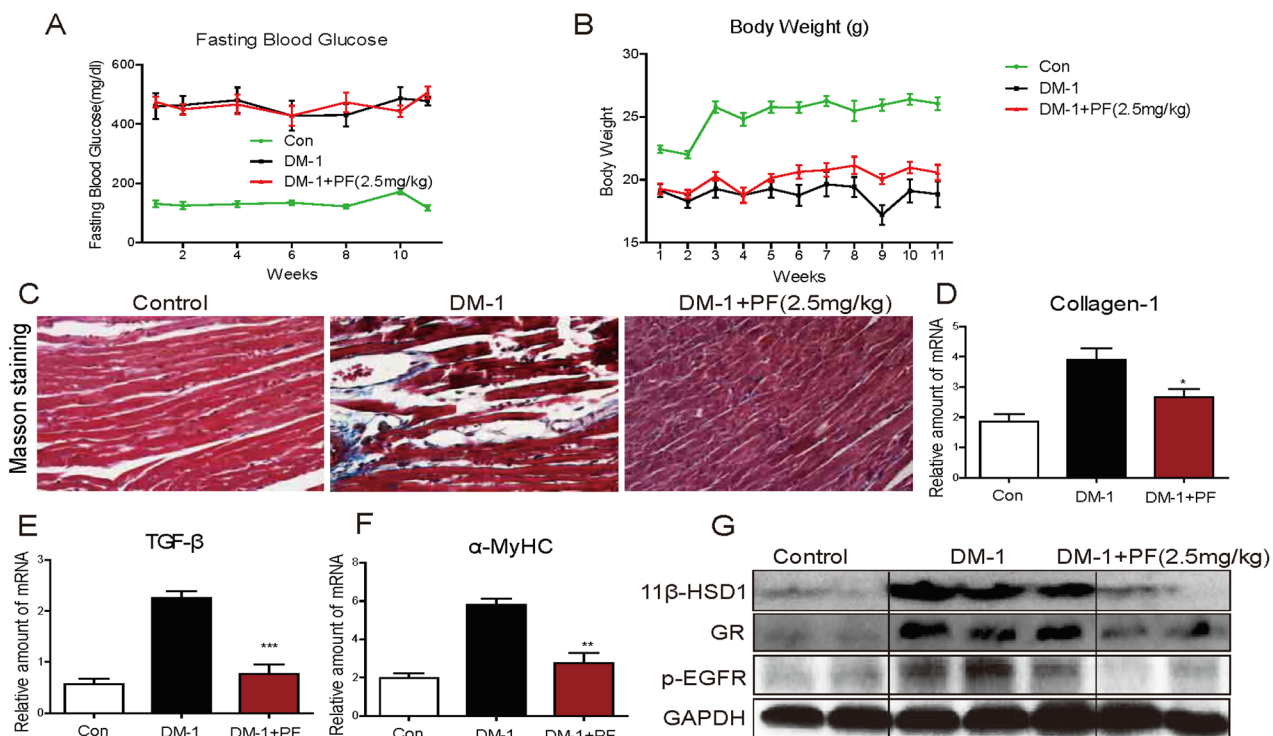 A
Fasting Blood Glucose
Fasting Blood Glucose(mg/dl)
600
400
200
0
2
4
6
8
10
Weeks
Con
DM-1
DM-1+PF(2.5mg/kg)
B
Body Weight (g)
Body Weight
30
25
20
15
1 2 3 4 5 6 7 8 9 10 11
Weeks
Con
DM-1
DM-1+PF(2.5mg/kg)
C
Control
DM-1
DM-1+PF(2.5mg/kg)
Masson staining
D
Collagen-1
Relative amount of mRNA
5
4
3
2
1
0
*
Con
DM-1
DM-1+PF
E
TGF-β
Relative amount of mRNA
3
2
1
0
***
Con
DM-1
DM-1+PF
F
α-MyHC
Relative amount of mRNA
8
6
4
2
0
**
Con
DM-1
DM-1+PF
G
Control
DM-1
DM-1+PF(2.5mg/kg)
11β-HSD1
GR
p-EGFR
GAPDH